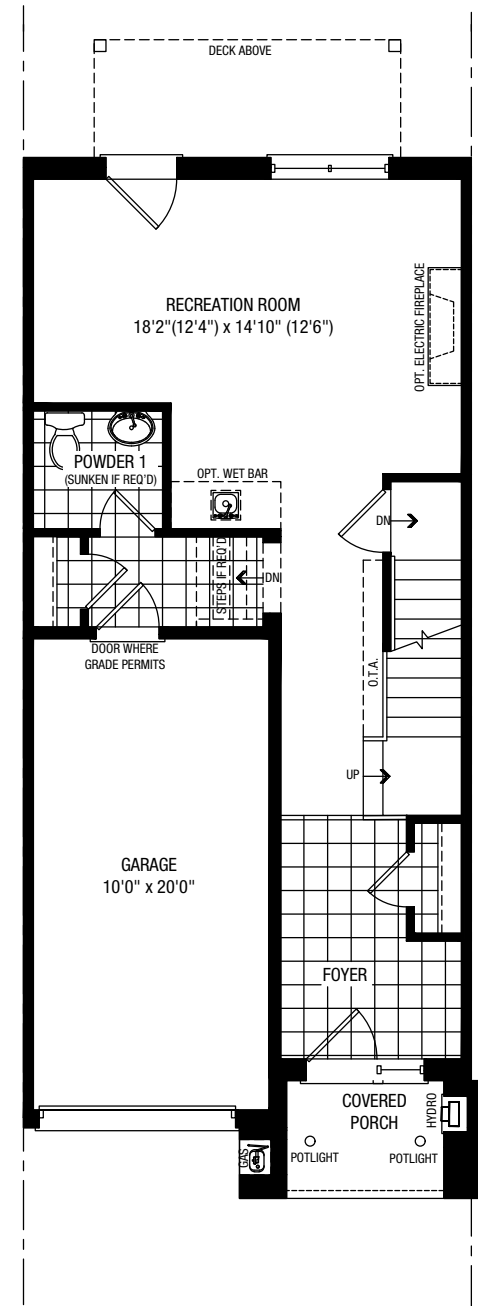 DECK ABOVE
RECREATION ROOM
18'2"(12'4") x 14'10" (12'6")
OPT. ELECTRIC FIREPLACE
POWDER 1
(SUNKEN IF REQ'D)
OPT. WET BAR
DN
STEPS IF REQ'D
DN
DOOR WHERE
GRADE PERMITS
O.T.A.
UP
GARAGE
10'0" x 20'0"
FOYER
COVERED
PORCH
HYDRO
POTLIGHT
POTLIGHT
GAS